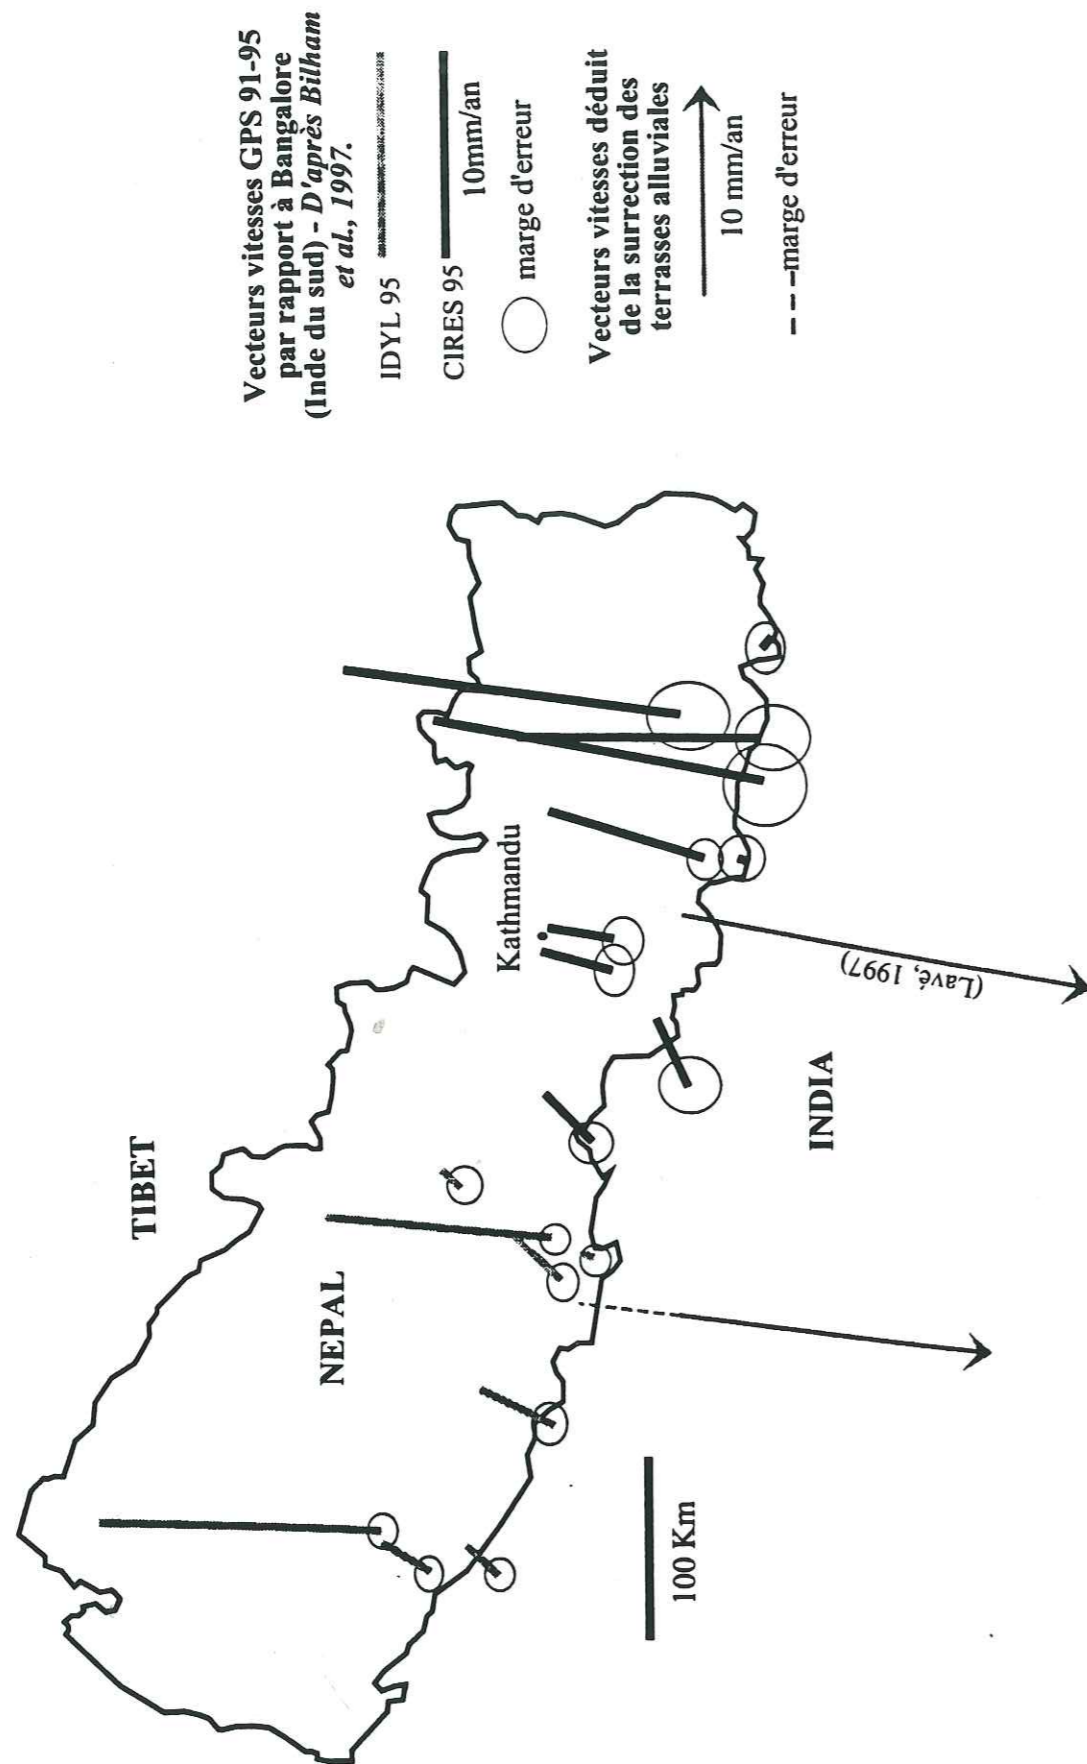 Vecteurs vitesses GPS 91-95
par rapport à Bangalore
(Inde du sud) - D'après Bilham
et al., 1997.
IDYL 95
CIRES 95
10mm/an
marge d'erreur
Vecteurs vitesses déduit
de la surrection des
terrasses alluviales
10 mm/an
marge d'erreur
TIBET
NEPAL
Kathmandu
INDIA
(Lavé, 1997)
100 Km